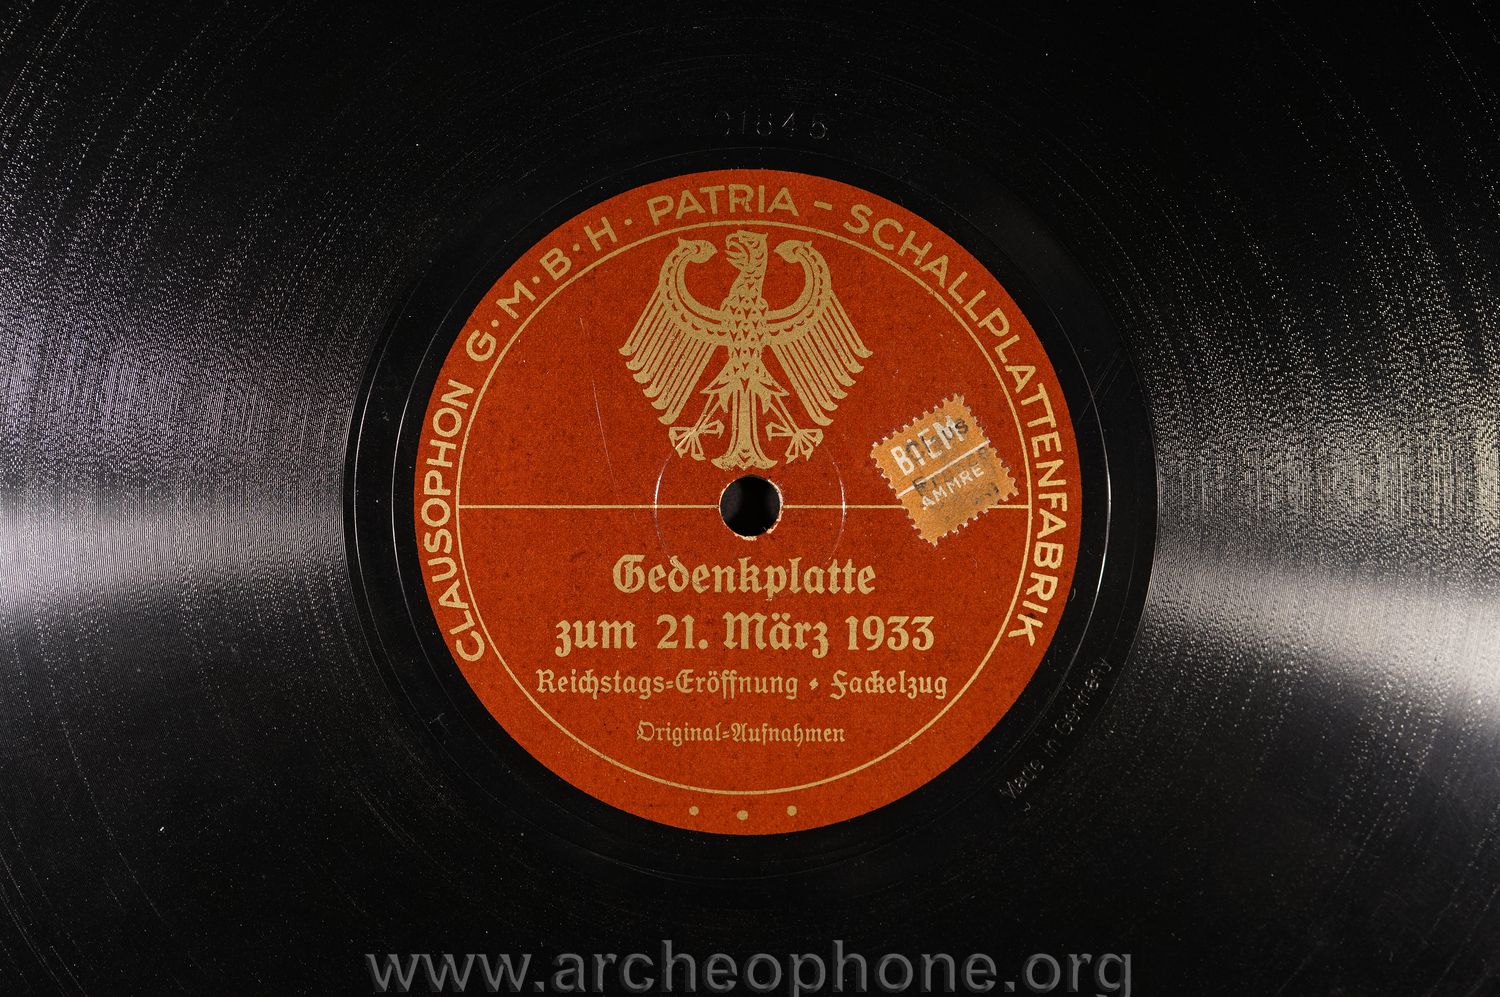 CLAUSOPHON G·M·B·H· PATRIA – SCHALLPLATTENFABRIK
BIEM
AMMRE
Gedenkplatte
zum 21. März 1933
Reichstags-Eröffnung • Fackelzug
Original-Aufnahmen
Made in Germany
www.archeophone.org